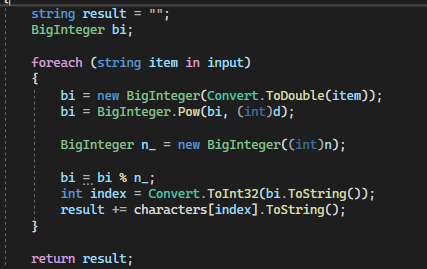 string result = "";
BigInteger bi;
foreach (string item in input)
{
bi = new BigInteger(Convert.ToDouble(item));
bi = BigInteger.Pow(bi, (int)d);
BigInteger n_ = new BigInteger((int)n);
bi = bi % n_;
int index = Convert.ToInt32(bi.ToString());
result += characters[index].ToString();
}
return result;